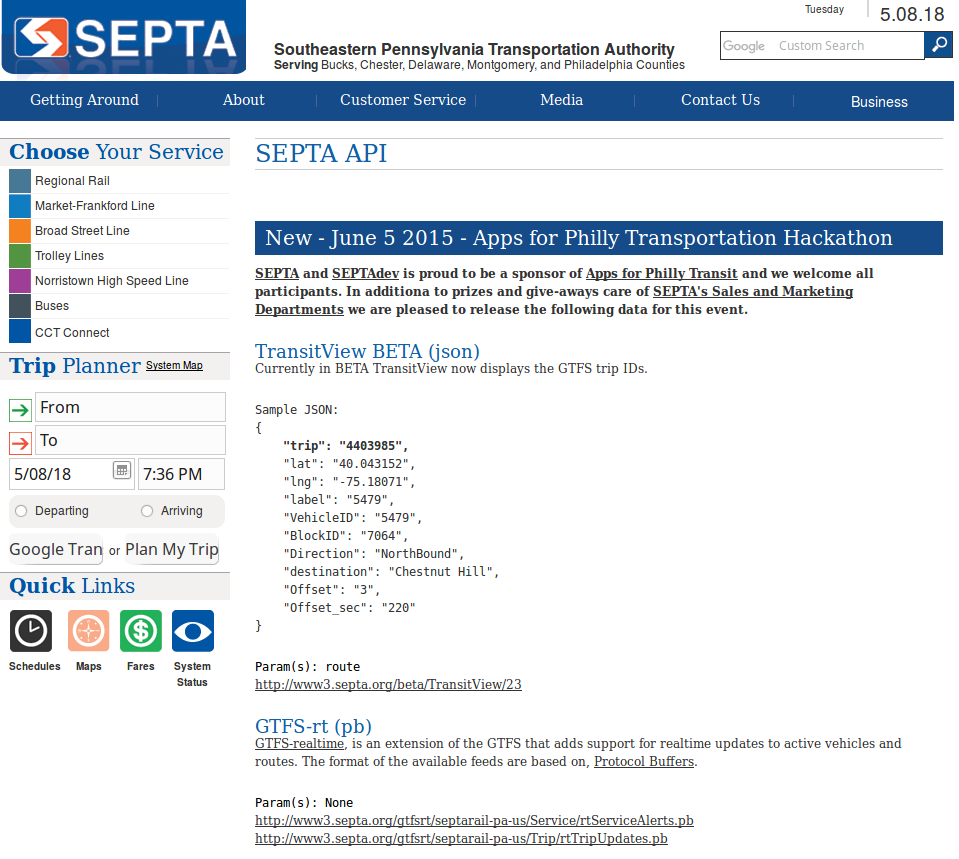 SEPTA
Southeastern Pennsylvania Transportation Authority
Serving Bucks, Chester, Delaware, Montgomery, and Philadelphia Counties
Tuesday
5.08.18
Google Custom Search
Getting Around
About
Customer Service
Media
Contact Us
Business
Choose Your Service
Regional Rail
Market-Frankford Line
Broad Street Line
Trolley Lines
Norristown High Speed Line
Buses
CCT Connect
Trip Planner System Map
From
To
5/08/18 7:36 PM
Departing Arriving
Google Tran or Plan My Trip
Quick Links
Schedules Maps Fares System
Status
SEPTA API
New - June 5 2015 - Apps for Philly Transportation Hackathon
SEPTA and SEPTAdev is proud to be a sponsor of Apps for Philly Transit and we welcome all
participants. In additiona to prizes and give-aways care of SEPTA's Sales and Marketing
Departments we are pleased to release the following data for this event.
TransitView BETA (json)
Currently in BETA TransitView now displays the GTFS trip IDs.
Sample JSON:
{
"trip": "4403985",
"lat": "40.043152",
"lng": "-75.18071",
"label": "5479",
"VehicleID": "5479",
"BlockID": "7064",
"Direction": "NorthBound",
"destination": "Chestnut Hill",
"Offset": "3",
"Offset_sec": "220"
}
Param(s): route
http://www3.septa.org/beta/TransitView/23
GTFS-rt (pb)
GTFS-realtime, is an extension of the GTFS that adds support for realtime updates to active vehicles and
routes. The format of the available feeds are based on, Protocol Buffers.
Param(s): None
http://www3.septa.org/gtfsrt/septarail-pa-us/Service/rtServiceAlerts.pb
http://www3.septa.org/gtfsrt/septarail-pa-us/Trip/rtTripUpdates.pb